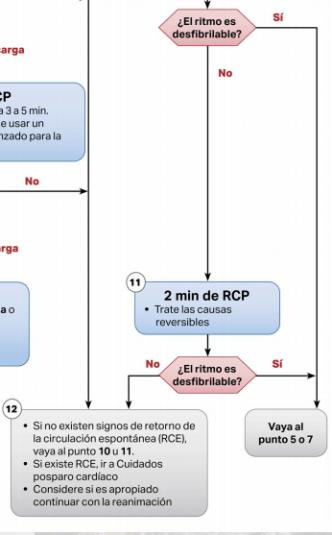 ¿El ritmo es
desfibrilable?
Sí
No
arga
CP
a 3 a 5 min.
e usar un
nzado para la
No
arga
a o
11
2 min de RCP
• Trate las causas
reversibles
¿El ritmo es
desfibrilable?
No
Sí
12
• Si no existen signos de retorno de
la circulación espontánea (RCE),
vaya al punto 10 u 11.
• Si existe RCE, ir a Cuidados
posparo cardíaco
• Considere si es apropiado
continuar con la reanimación
Vaya al
punto 5 o 7